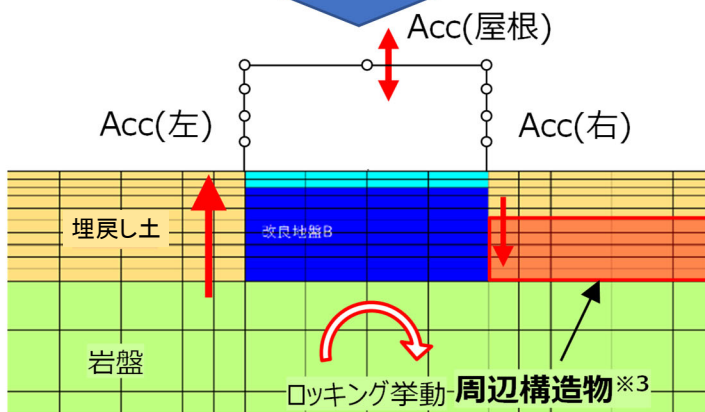 Acc(屋根)
Acc(左)
Acc(右)
埋戻し土
改良地盤B
岩盤
ロッキング挙動
周辺構造物※3